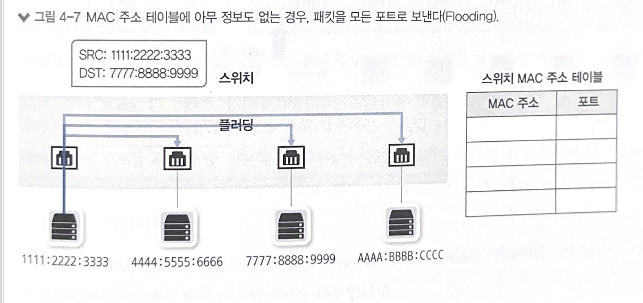 그림 4-7 MAC 주소 테이블에 아무 정보도 없는 경우, 패킷을 모든 포트로 보낸다(Flooding).
SRC: 1111:2222:3333
DST: 7777:8888:9999
스위치
스위치 MAC 주소 테이블
MAC 주소 포트
플러딩
1111:2222:3333 4444:5555:6666 7777:8888:9999 AAAA:BBBB:CCCC